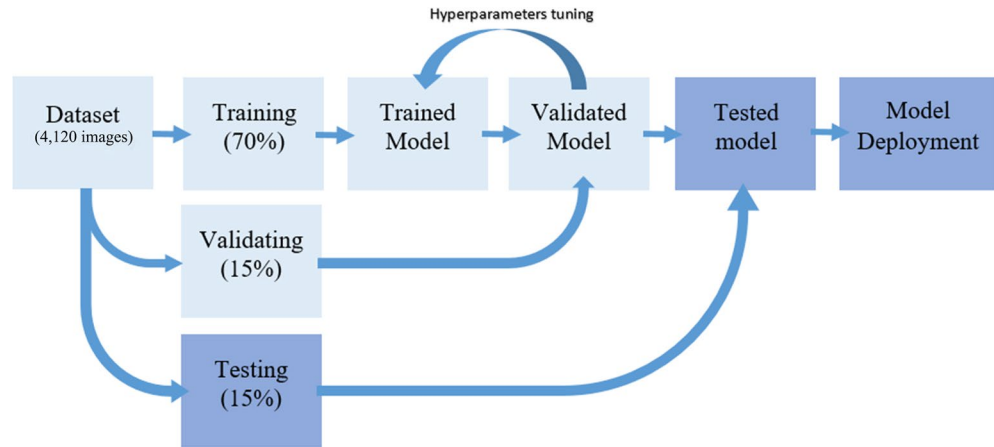 Hyperparameters tuning
Dataset
(4,120 images)
Training
(70%)
Trained
Model
Validated
Model
Tested
model
Model
Deployment
Validating
(15%)
Testing
(15%)